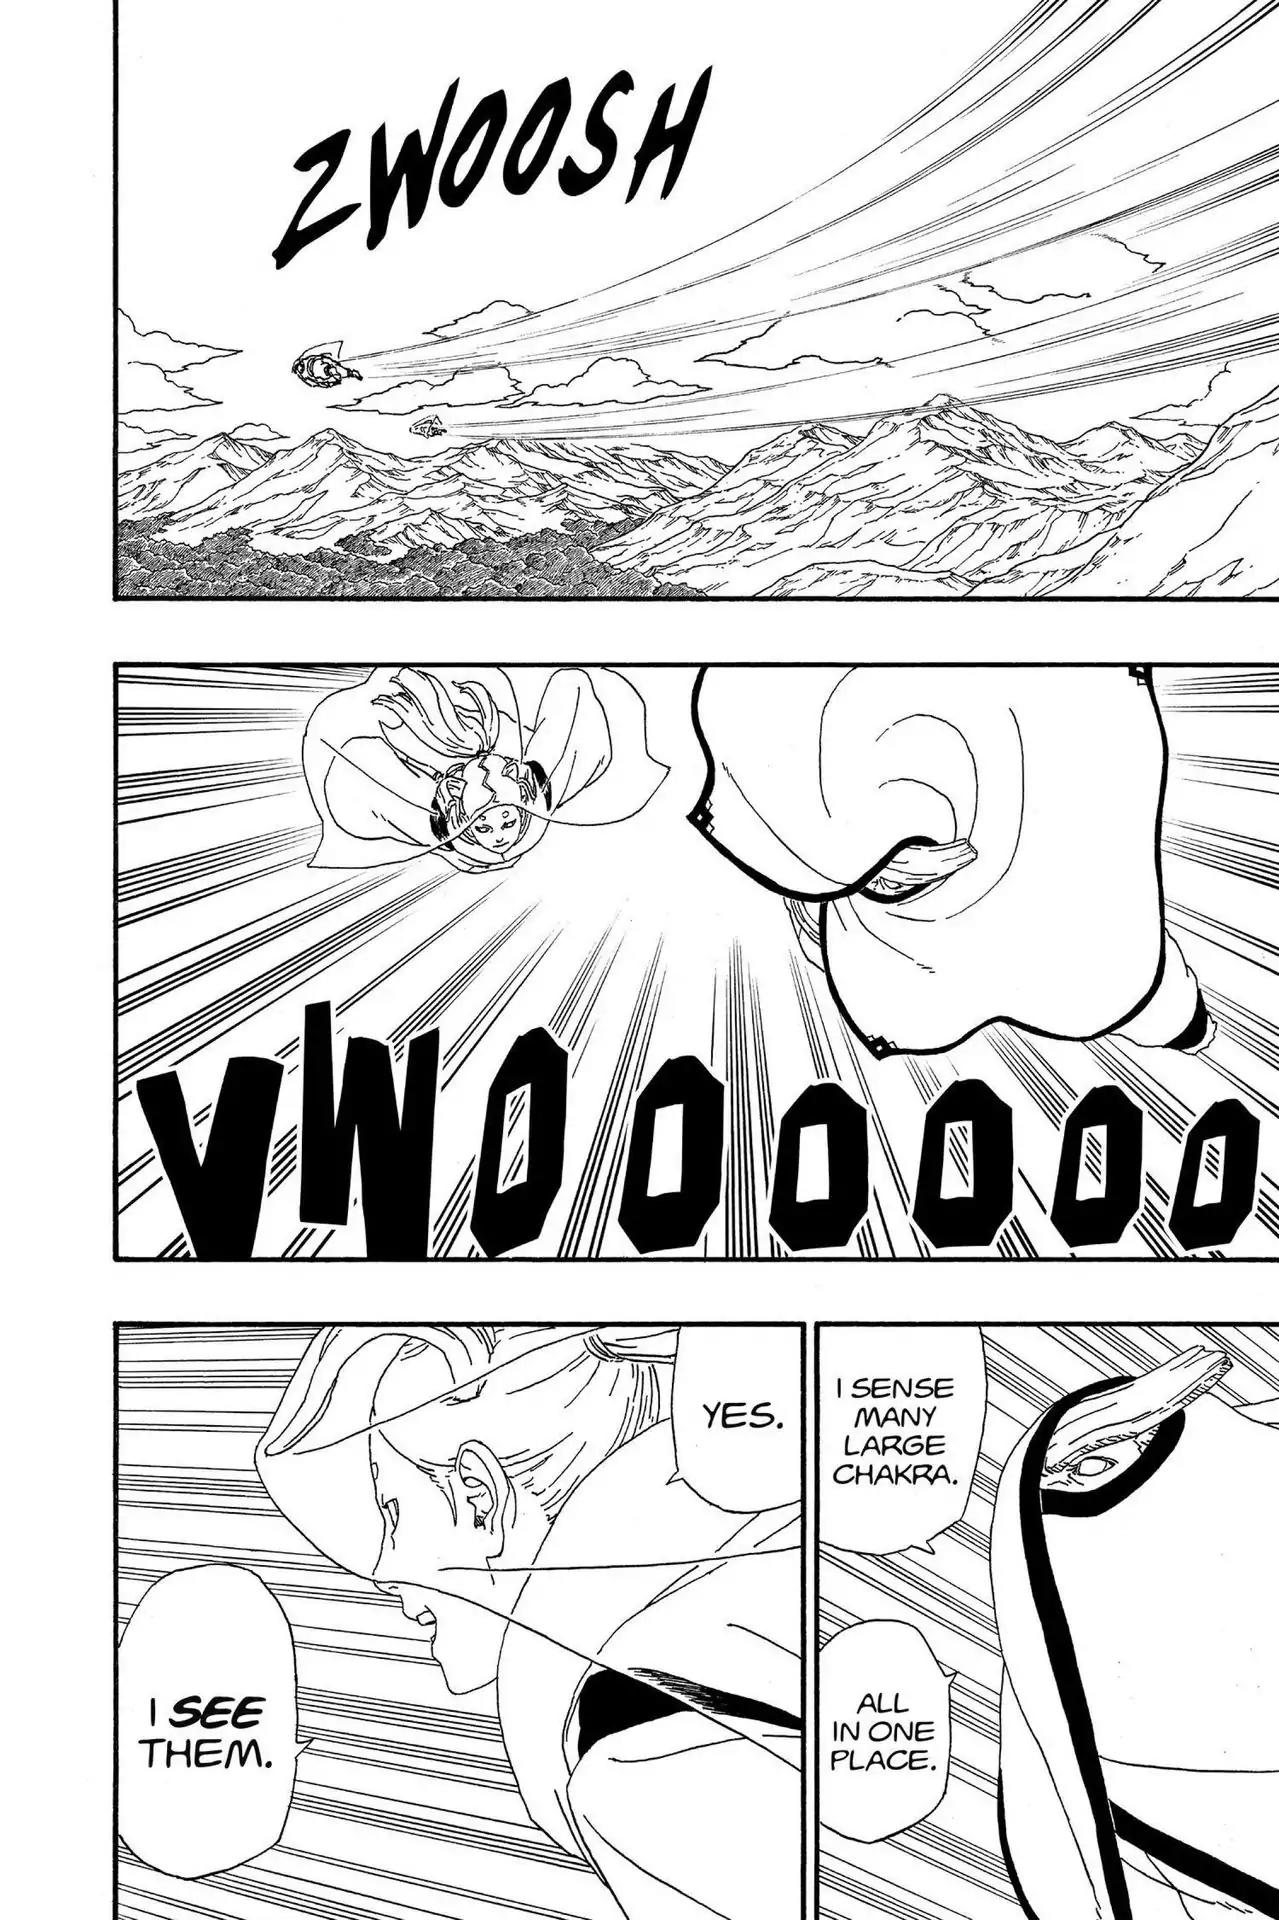 ZWOOSH
VWOOOOOO
I SENSE
MANY
LARGE
CHAKRA.
ALL
IN ONE
PLACE.
YES.
I SEE
THEM.